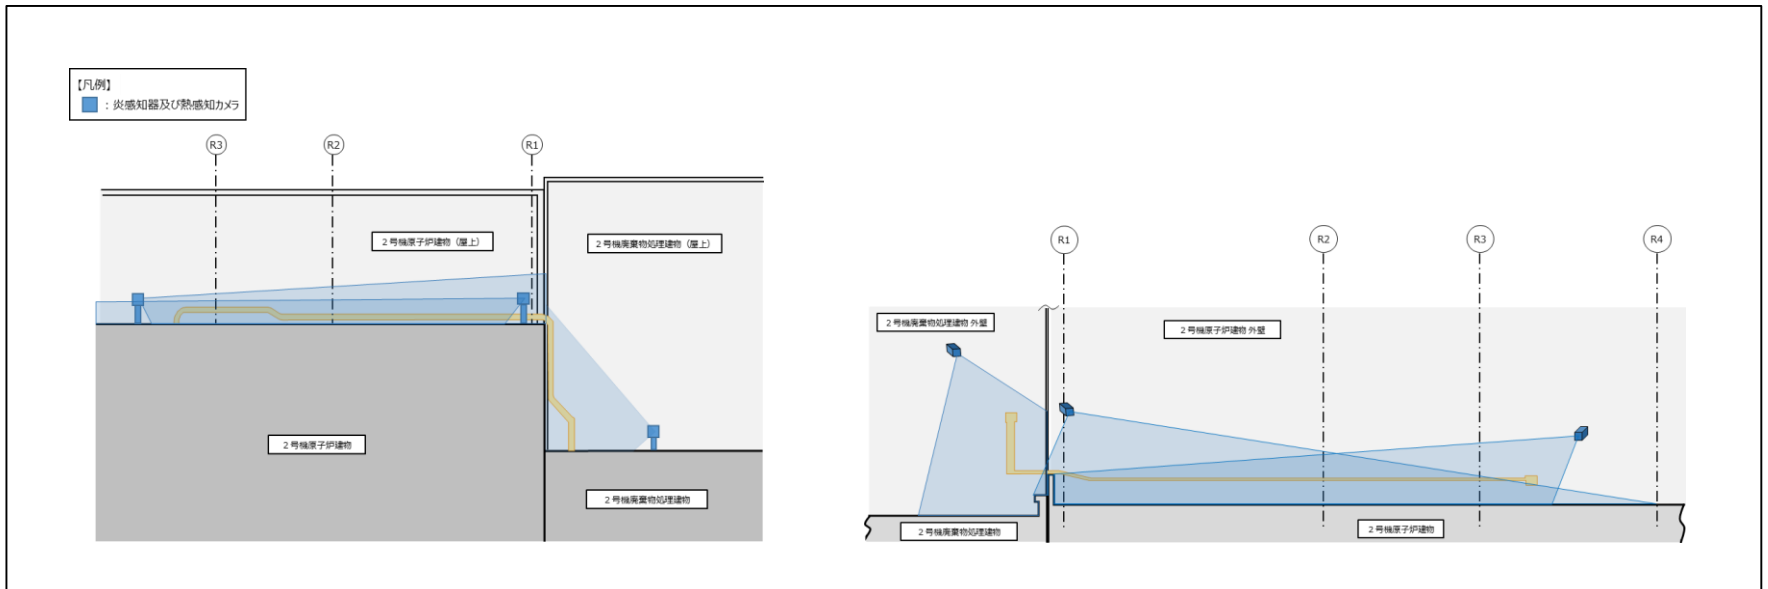 【凡例】
：炎感知器及び熱感知カメラ
R3
R2
R1
２号機原子炉建物（屋上）
２号機廃棄物処理建物（屋上）
２号機原子炉建物
２号機廃棄物処理建物
R1
R2
R3
R4
２号機廃棄物処理建物 外壁
２号機原子炉建物 外壁
２号機廃棄物処理建物
２号機原子炉建物